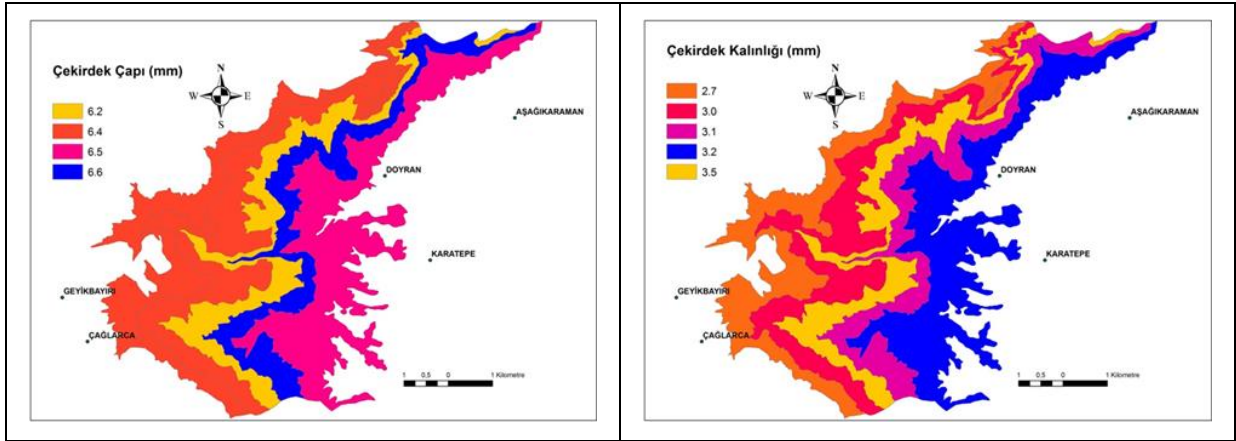 Çekirdek Çapı (mm)
N
W E
S
6.2
6.4
6.5
6.6
AŞAĞIKARAMAN
DOYRAN
KARATEPE
GEYİKBAYIRI
ÇAĞLARCA
1 0,5 0 1 Kilometre
Çekirdek Kalınlığı (mm)
N
W E
S
2.7
3.0
3.1
3.2
3.5
AŞAĞIKARAMAN
DOYRAN
KARATEPE
GEYİKBAYIRI
ÇAĞLARCA
1 0,5 0 1 Kilometre